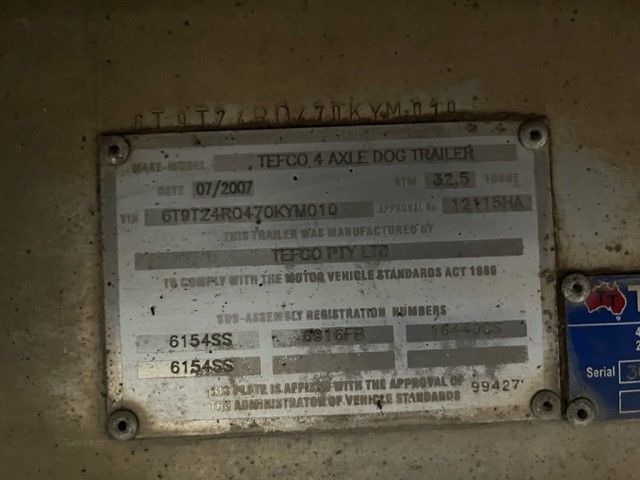 6T9TZ4RQ470KYM010
MAKE-MODEL TEFCO 4 AXLE DOG TRAILER
DATE 07/2007 ATM 32.5 TONNE
VIN 6T9TZ4RQ470KYM010 APPROVAL No. 12115HA
THIS TRAILER WAS MANUFACTURED BY
TEFCO PTY LTD
TO COMPLY WITH THE MOTOR VEHICLE STANDARDS ACT 1989
SUB-ASSEMBLY REGISTRATION NUMBERS
6154SS 6916FB 16440CS
6154SS
THIS PLATE IS AFFIXED WITH THE APPROVAL OF
THE ADMINISTRATOR OF VEHICLE STANDARDS
99427
TT
Serial